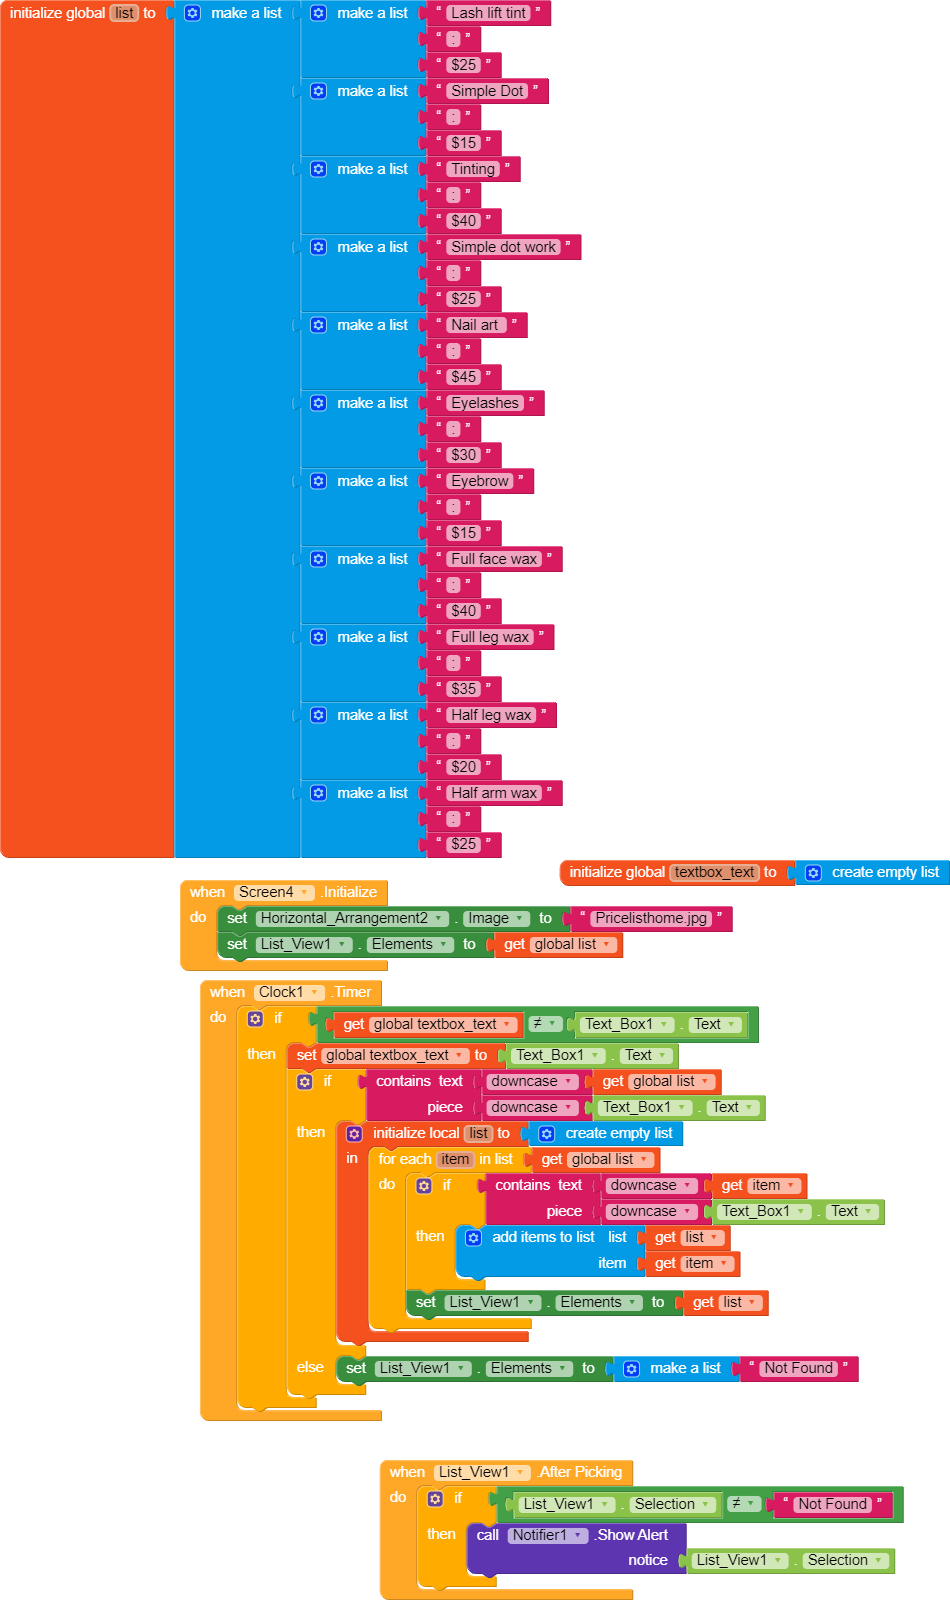 initialize global list to make a list make a list “ Lash lift tint ”
“ : ”
“ $25 ”
make a list “ Simple Dot ”
“ : ”
“ $15 ”
make a list “ Tinting ”
“ : ”
“ $40 ”
make a list “ Simple dot work ”
“ : ”
“ $25 ”
make a list “ Nail art ”
“ : ”
“ $45 ”
make a list “ Eyelashes ”
“ : ”
“ $30 ”
make a list “ Eyebrow ”
“ : ”
“ $15 ”
make a list “ Full face wax ”
“ : ”
“ $40 ”
make a list “ Full leg wax ”
“ : ”
“ $35 ”
make a list “ Half leg wax ”
“ : ”
“ $20 ”
make a list “ Half arm wax ”
“ : ”
“ $25 ”
initialize global textbox_text to create empty list
when Screen4 .Initialize
do set Horizontal_Arrangement2 . Image to “ Pricelisthome.jpg ”
set List_View1 . Elements to get global list
when Clock1 .Timer
do if get global textbox_text ≠ Text_Box1 . Text
then set global textbox_text to Text_Box1 . Text
if contains text downcase get global list
piece downcase Text_Box1 . Text
then initialize local list to create empty list
in for each item in list get global list
do if contains text downcase get item
piece downcase Text_Box1 . Text
then add items to list list get list
item get item
set List_View1 . Elements to get list
else set List_View1 . Elements to make a list “ Not Found ”
when List_View1 .After Picking
do if List_View1 . Selection ≠ “ Not Found ”
then call Notifier1 .Show Alert
notice List_View1 . Selection